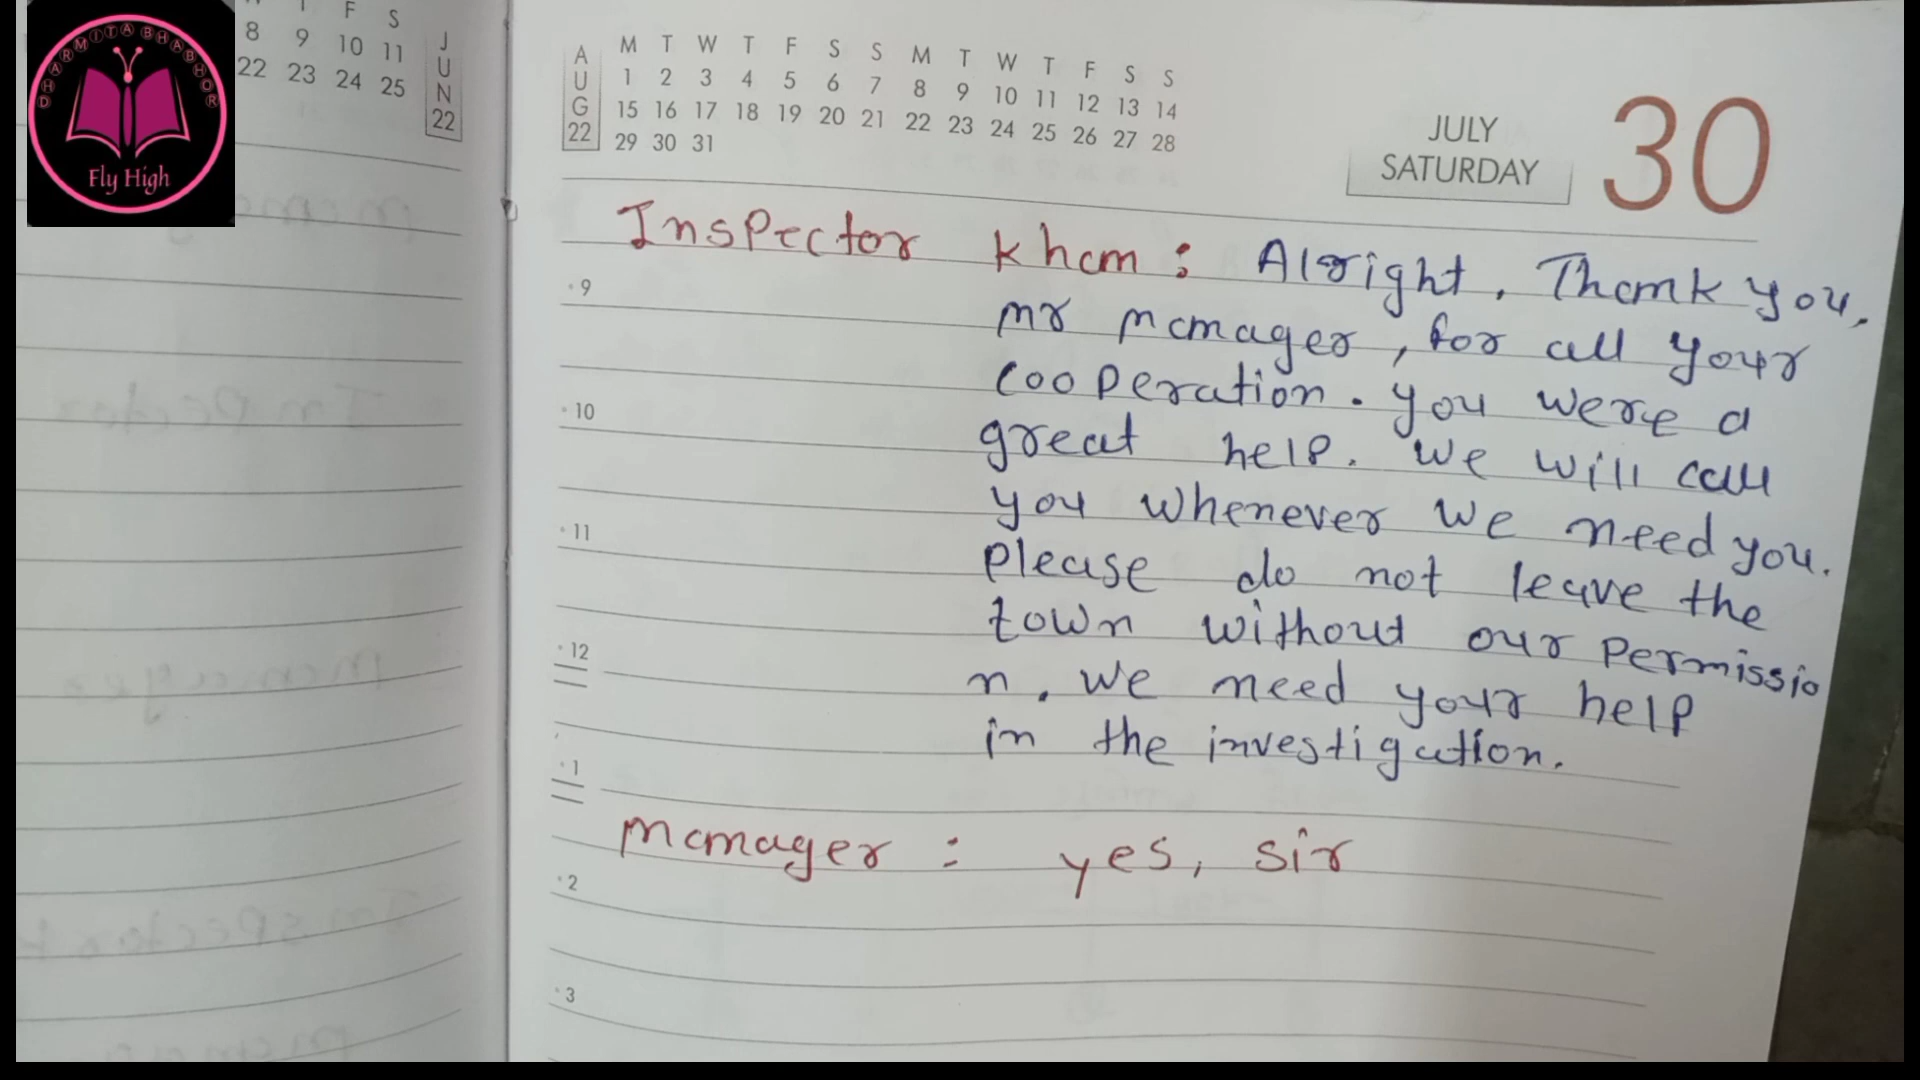 DHARMITA BHABHOR
Fly High
T F S
8 9 10 11
22 23 24 25
JUN 22
AUG 22
M T W T F S S M T W T F S S
1 2 3 4 5 6 7 8 9 10 11 12 13 14
15 16 17 18 19 20 21 22 23 24 25 26 27 28
29 30 31
JULY
SATURDAY
30
Inspector Khan : Alright. Thank you,
mr manager, for all your
cooperation. you were a
great help. we will call
you whenever we need you.
please do not leave the
town without our permissio
n. we need your help
in the investigation.
manager : yes, sir
9
10
11
12
1
2
3